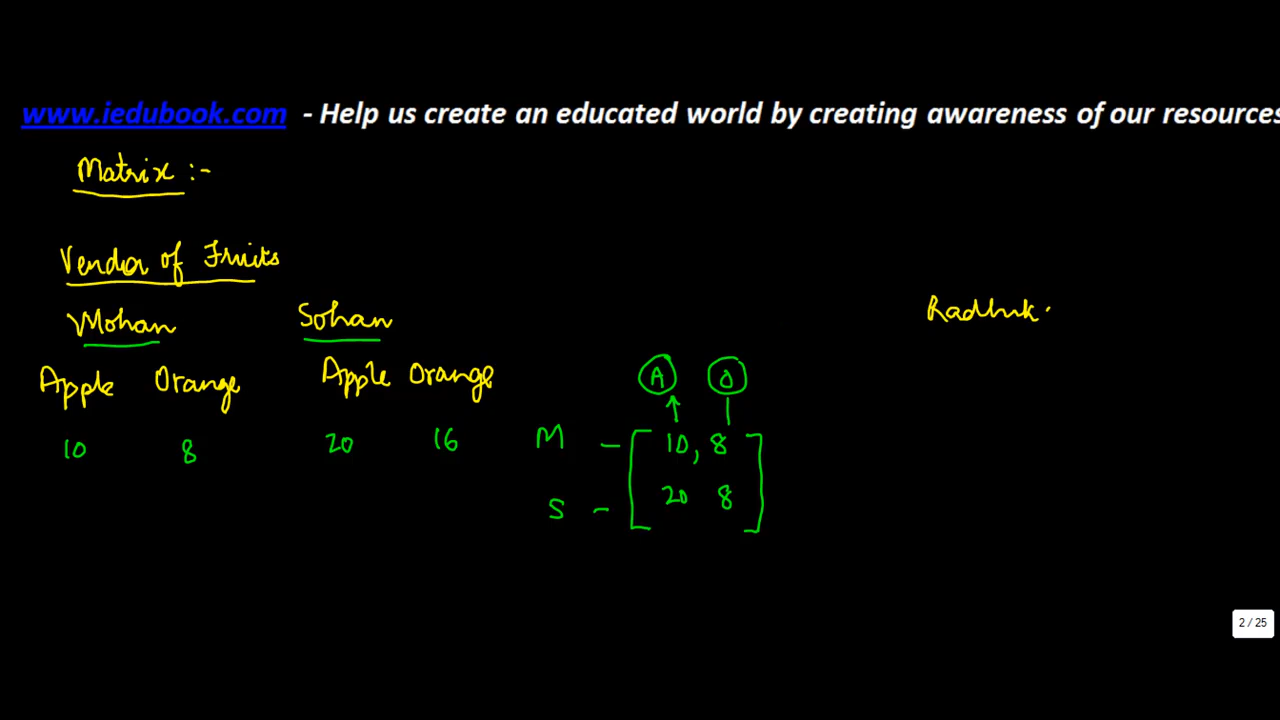 www.iedubook.com - Help us create an educated world by creating awareness of our resources
Matrix :-
Vendor of Fruits
Mohan Sohan
Radhik
Apple Orange Apple Orange
A O
10 8 20 16
M - [ 10, 8 ]
S - [ 20 8 ]
2 / 25